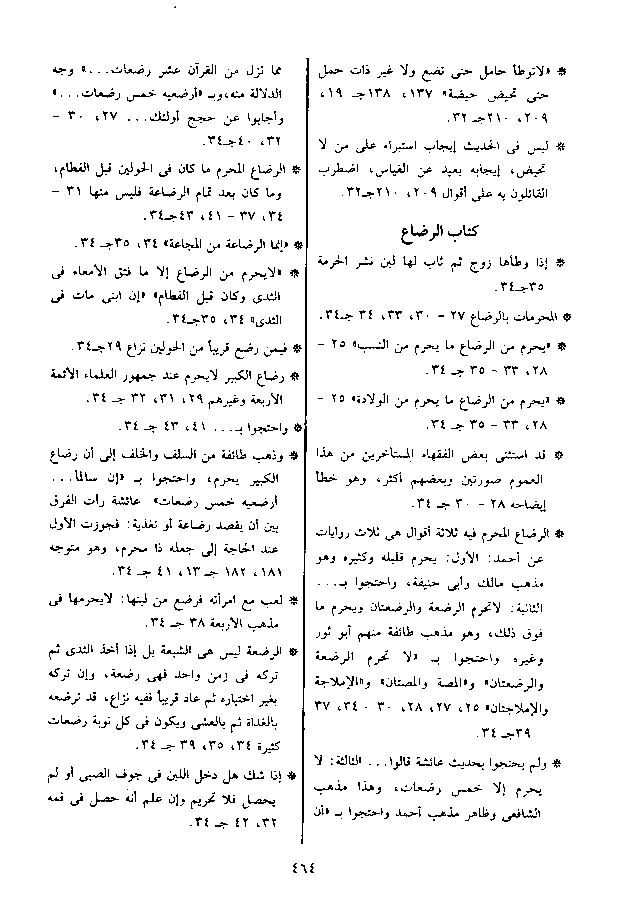 * «لاتوطأ حامل حتى تضع ولا غير ذات حمل
حتى تحيض حيضة» ١٣٧، ١٣٨جـ ١٩،
٢٠٩، ٢١٠جـ ٣٢.
* ليس فى الحديث إيجاب استبراء على من لا
تحيض، إيجابه بعيد عن القياس، اضطرب
القائلون به على أقوال ٢٠٩، ٢١٠جـ٣٢.
كتاب الرضاع
* إذا وطأها زوج ثم ثاب لها لبن نشر الحرمة
٣٥جـ٣٤.
* المحرمات بالرضاع ٢٧ - ٣٠، ٣٣، ٣٤ جـ٣٤.
* «يحرم من الرضاع ما يحرم من النسب» ٢٥ -
٢٨، ٣٣ - ٣٥ جـ ٣٤.
* «يحرم من الرضاع ما يحرم من الولادة» ٢٥ -
٢٨، ٣٣ - ٣٥ جـ ٣٤.
* قد استثنى بعض الفقهاء المستأخرين من هذا
العموم صورتين وبعضهم أكثر، وهو خطأ
إيضاحه ٢٨ - ٣٠ جـ ٣٤.
* الرضاع المحرم فيه ثلاثة أقوال هى ثلاث روايات
عن أحمد: الأول: يحرم قليله وكثيره وهو
مذهب مالك وأبى حنيفة، واحتجوا بـ...
الثانية: لاتحرم الرضعة والرضعتان ويحرم ما
فوق ذلك، وهو مذهب طائفة منهم أبو ثور
وغيره واحتجوا بـ «لا تحرم الرضعة
والرضعتان» و«المصة والمصتان» و«الإملاجة
والإملاجتان» ٢٥، ٢٧، ٢٨، ٣٠ - ٣٤، ٣٧
٣٩جـ ٣٤.
* ولم يحتجوا بحديث عائشة قالوا... الثالثة: لا
يحرم إلا خمس رضعات، وهذا مذهب
الشافعى وظاهر مذهب أحمد واحتجوا بـ «أن
مما نزل من القرآن عشر رضعات...» وجه
الدلالة منه، وبـ «أرضعيه خمس رضعات...»
وأجابوا عن حجج أولئك... ٢٧، ٣٠ -
٣٢، ٤٠جـ٣٤.
* الرضاع المحرم ما كان فى الحولين قبل الفطام،
وما كان بعد تمام الرضاعة فليس منها ٣١ -
٣٤، ٣٧ - ٤١، ٤٣جـ٣٤.
* «إنما الرضاعة من المجاعة» ٣٤، ٣٥جـ ٣٤.
* «لايحرم من الرضاع إلا ما فتق الأمعاء فى
الثدى وكان قبل الفطام» «إن ابنى مات فى
الثدى» ٣٤، ٣٥جـ٣٤.
* فيمن رضع قريباً من الحولين نزاع ٢٩جـ٣٤.
* رضاع الكبير لايحرم عند جمهور العلماء الأئمة
الأربعة وغيرهم ٢٩، ٣١، ٣٢ جـ ٣٤.
* واحتجوا بـ... ٤١، ٤٣ جـ ٣٤.
* وذهب طائفة من السلف والخلف إلى أن رضاع
الكبير يحرم، واحتجوا بـ «إن سالماً...
أرضعيه خمس رضعات» عائشة رأت الفرق
بين أن يقصد رضاعة أو تغذية: فجوزت الأول
عند الحاجة إلى جعله ذا محرم، وهو متوجه
١٨١، ١٨٢ جـ ١٣، ٤١ جـ ٣٤.
* لعب مع امرأته فرضع من لبنها: لايحرمها فى
مذهب الأربعة ٣٨ جـ ٣٤.
* الرضعة ليس هى الشبعة بل إذا أخذ الثدى ثم
تركه فى زمن واحد فهى رضعة، وإن تركه
بغير اختياره ثم عاد قريباً ففيه نزاع، قد ترضعه
بالغداة ثم بالعشى ويكون فى كل نوبة رضعات
كثيرة ٣٤، ٣٥، ٣٩ جـ ٣٤.
* إذا شك هل دخل اللبن فى جوف الصبى أو لم
يحصل فلا تحريم وإن علم أنه حصل فى فمه
٣٢، ٤٢ جـ ٣٤.
٤٦٤